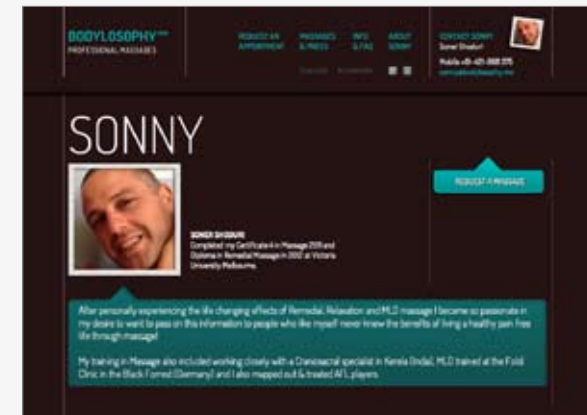 BODYLOSOPHY
PROFESSIONAL MASSAGES
REQUEST AN
APPOINTMENT
MASSAGES
& PRESS
INFO
& FAQ
ABOUT
SONNY
CONTACT SONNY
SONNY
REQUEST A MASSAGE
Completed my Certificate 4 in Massage 2011 and
Diploma in Remedial Massage in 2012 at Victoria
University Melbourne.
After personally experiencing the life changing effects of Remedial, Relaxation and MLD massage I became so passionate in
my desire to want to pass on this information to people who like myself never knew the benefits of living a healthy pain free
life through massage!
My training in Massage also included working closely with a Craniosacral specialist in Kerala (India), MLD trained at the Foldi
Clinic in the Black Forrest (Germany) and I also mapped out & treated AFL players.